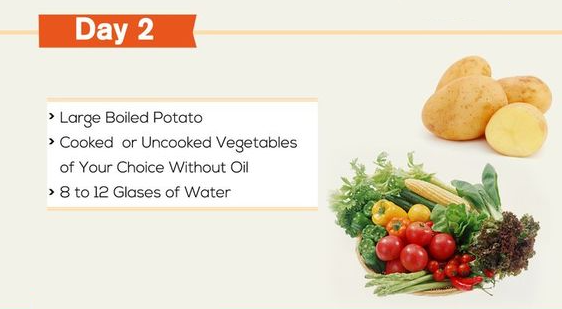 Day 2
> Large Boiled Potato
> Cooked or Uncooked Vegetables
of Your Choice Without Oil
> 8 to 12 Glases of Water